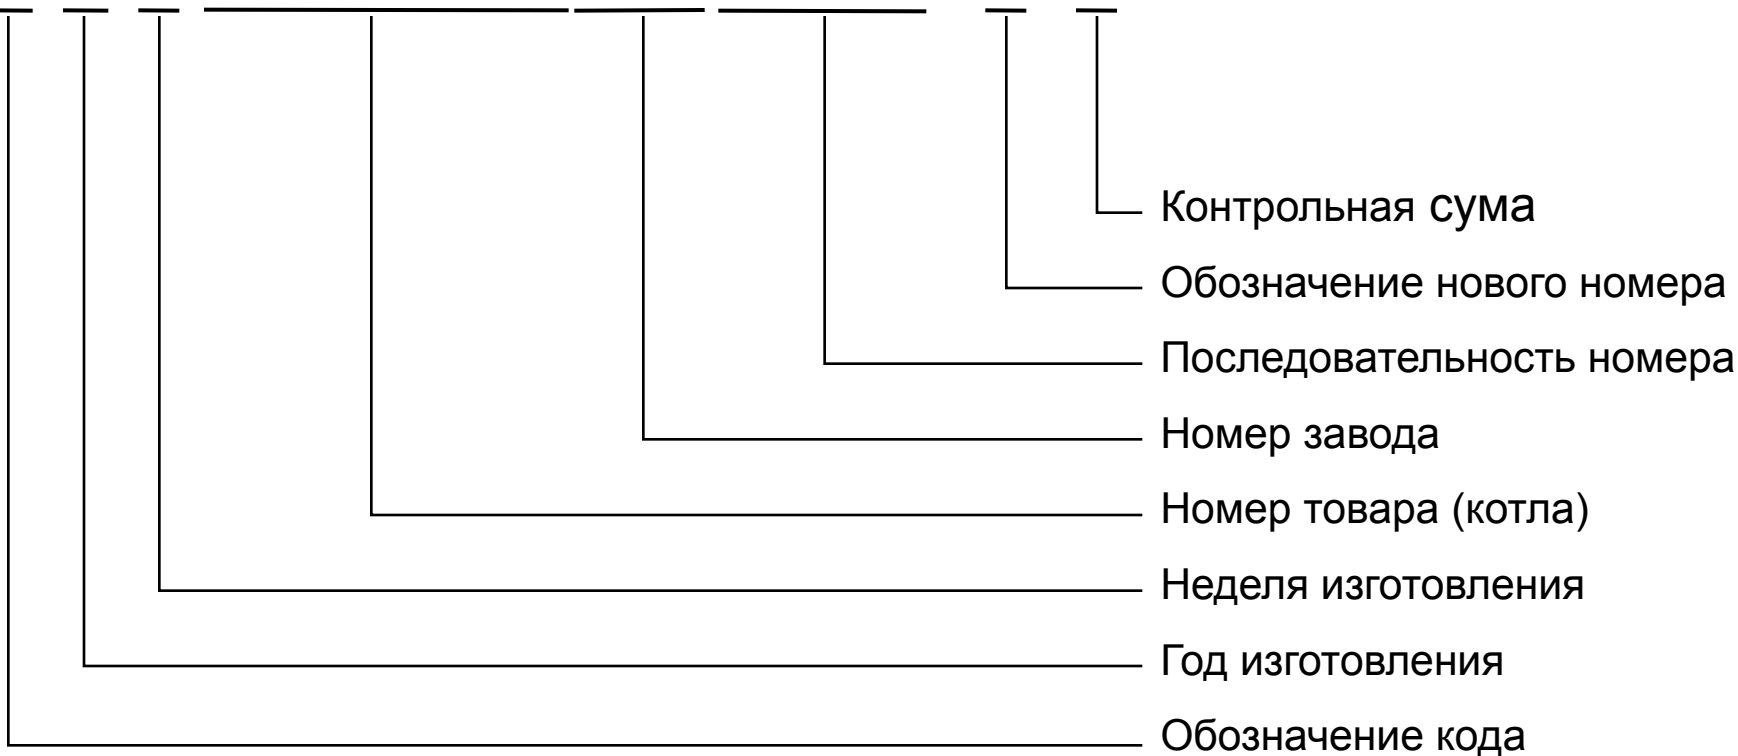 Контрольная сума
Обозначение нового номера
Последовательность номера
Номер завода
Номер товара (котла)
Неделя изготовления
Год изготовления
Обозначение кода